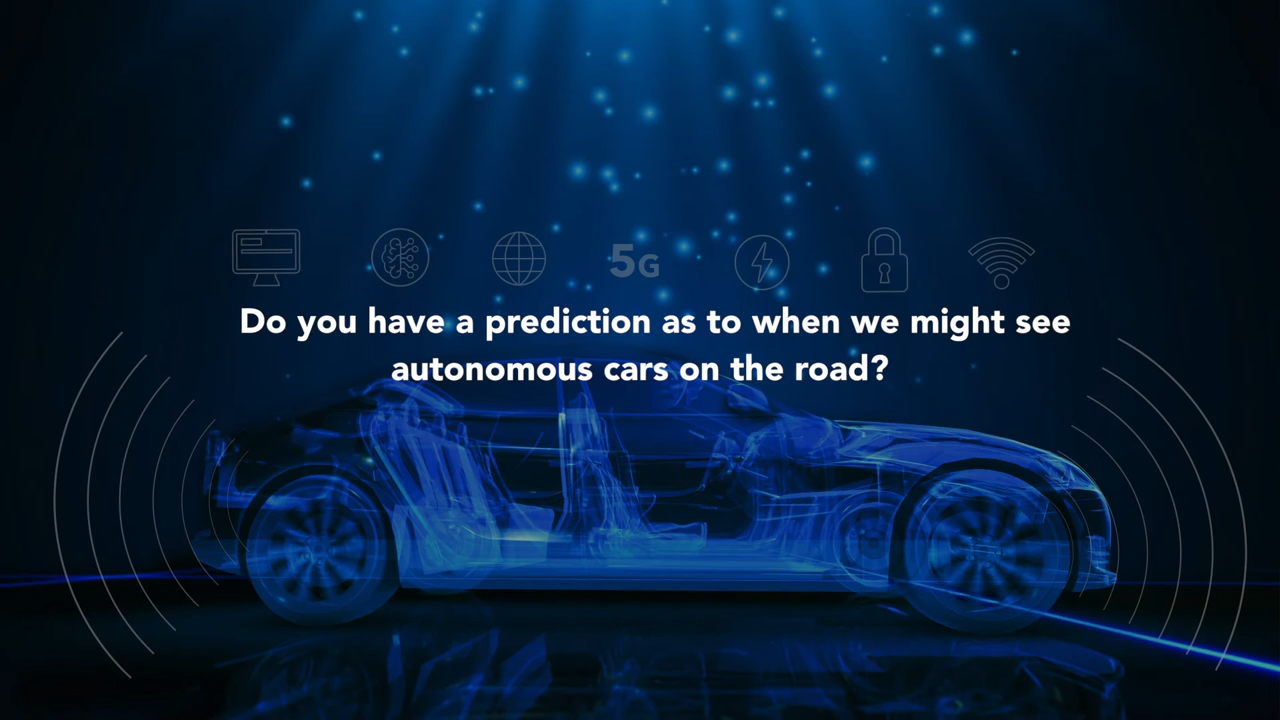 5G
Do you have a prediction as to when we might see
autonomous cars on the road?